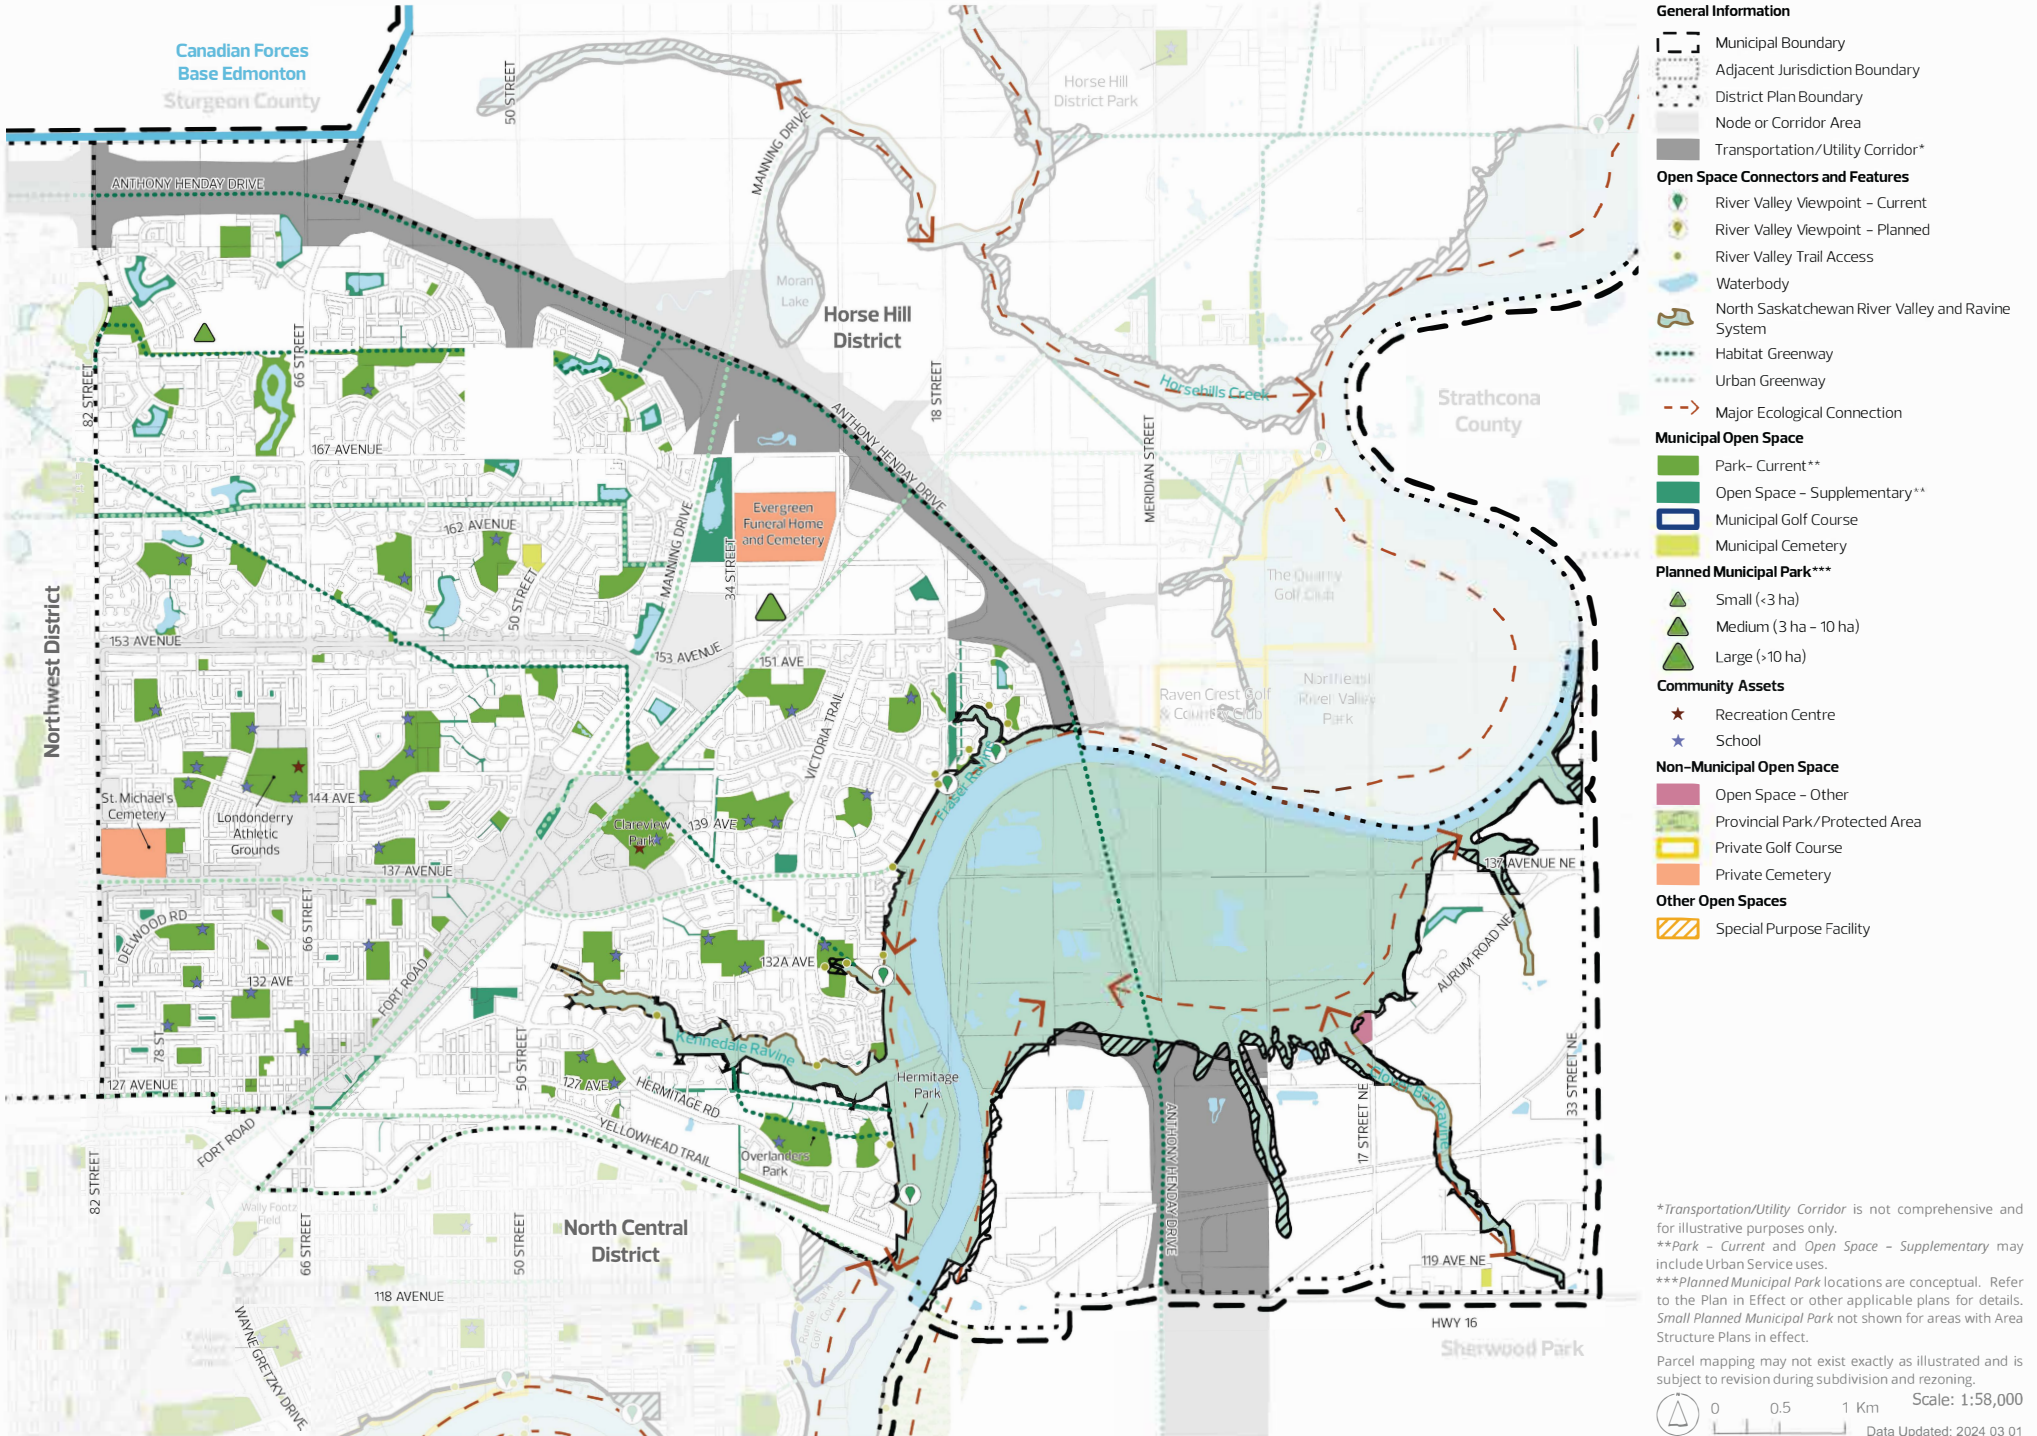 Canadian Forces
Base Edmonton
Sturgeon County
50 STREET
Horse Hill
District Park
MANNING DRIVE
ANTHONY HENDAY DRIVE
Moran
Lake
Horse Hill
District
66 STREET
82 STREET
18 STREET
Horsehills Creek
Strathcona
County
ANTHONY HENDAY DRIVE
MERIDIAN STREET
167 AVENUE
162 AVENUE
MANNING DRIVE
Evergreen
Funeral Home
and Cemetery
34 STREET
50 STREET
The Quarry
Golf Club
Northwest District
153 AVENUE
153 AVENUE
151 AVE
VICTORIA TRAIL
Raven Crest Golf
& Country Club
Northeast
River Valley
Park
Fraser Ravine
St. Michael's
Cemetery
144 AVE
Londonderry
Athletic
Grounds
Clareview
Park
139 AVE
137 AVENUE
137 AVENUE NE
DELWOOD RD
66 STREET
132A AVE
132 AVE
FORT ROAD
AURUM ROAD NE
78 ST
50 STREET
Kennedale Ravine
127 AVENUE
127 AVE
HERMITAGE RD
Hermitage
Park
Clover Bar Ravine
17 STREET NE
33 STREET NE
ANTHONY HENDAY DRIVE
FORT ROAD
YELLOWHEAD TRAIL
Overlanders
Park
82 STREET
Wally Footz
Field
66 STREET
50 STREET
North Central
District
119 AVE NE
118 AVENUE
HWY 16
Sherwood Park
WAYNE GRETZKY DRIVE
General Information
Municipal Boundary
Adjacent Jurisdiction Boundary
District Plan Boundary
Node or Corridor Area
Transportation/Utility Corridor*
Open Space Connectors and Features
River Valley Viewpoint - Current
River Valley Viewpoint - Planned
River Valley Trail Access
Waterbody
North Saskatchewan River Valley and Ravine
System
Habitat Greenway
Urban Greenway
Major Ecological Connection
Municipal Open Space
Park- Current**
Open Space - Supplementary**
Municipal Golf Course
Municipal Cemetery
Planned Municipal Park***
Small (<3 ha)
Medium (3 ha - 10 ha)
Large (>10 ha)
Community Assets
Recreation Centre
School
Non-Municipal Open Space
Open Space - Other
Provincial Park/Protected Area
Private Golf Course
Private Cemetery
Other Open Spaces
Special Purpose Facility
*Transportation/Utility Corridor is not comprehensive and
for illustrative purposes only.
**Park - Current and Open Space - Supplementary may
include Urban Service uses.
***Planned Municipal Park locations are conceptual. Refer
to the Plan in Effect or other applicable plans for details.
Small Planned Municipal Park not shown for areas with Area
Structure Plans in effect.
Parcel mapping may not exist exactly as illustrated and is
subject to revision during subdivision and rezoning.
N
0 0.5 1 Km
Scale: 1:58,000
Data Updated: 2024 03 01